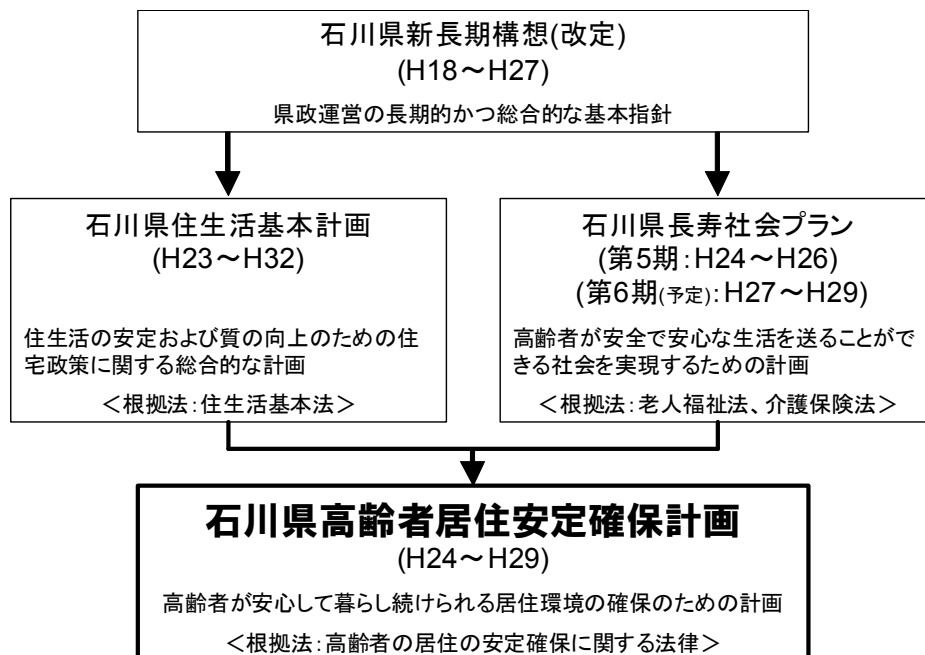 石川県新長期構想(改定)
(H18～H27)
県政運営の長期的かつ総合的な基本指針
石川県住生活基本計画
(H23～H32)
住生活の安定および質の向上のための住
宅政策に関する総合的な計画
＜根拠法：住生活基本法＞
石川県長寿社会プラン
(第5期：H24～H26)
(第6期(予定)：H27～H29)
高齢者が安全で安心な生活を送ることがで
きる社会を実現するための計画
＜根拠法：老人福祉法、介護保険法＞
石川県高齢者居住安定確保計画
(H24～H29)
高齢者が安心して暮らし続けられる居住環境の確保のための計画
＜根拠法：高齢者の居住の安定確保に関する法律＞